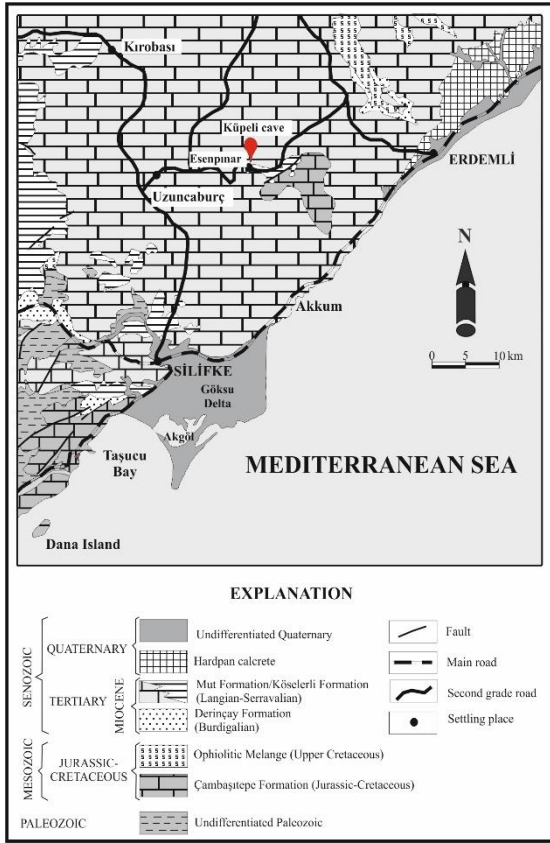 Kırobası
Küpeli cave
Esenpınar
Uzuncaburç
ERDEMLİ
N
Akkum
0 5 10 km
SİLİFKE
Göksu
Delta
Akgöl
Taşucu
Bay
MEDITERRANEAN SEA
Dana Island
EXPLANATION
SENOZOIC
QUATERNARY
Undifferentiated Quaternary
Hardpan calcrete
TERTIARY
MIOCENE
Mut Formation/Köselerli Formation
(Langian-Serravalian)
Derinçay Formation
(Burdigalian)
MESOZOIC
JURASSIC-
CRETACEOUS
Ophiolitic Melange (Upper Cretaceous)
Çambaşıtepe Formation (Jurassic-Cretaceous)
PALEOZOIC
Undifferentiated Paleozoic
Fault
Main road
Second grade road
Settling place